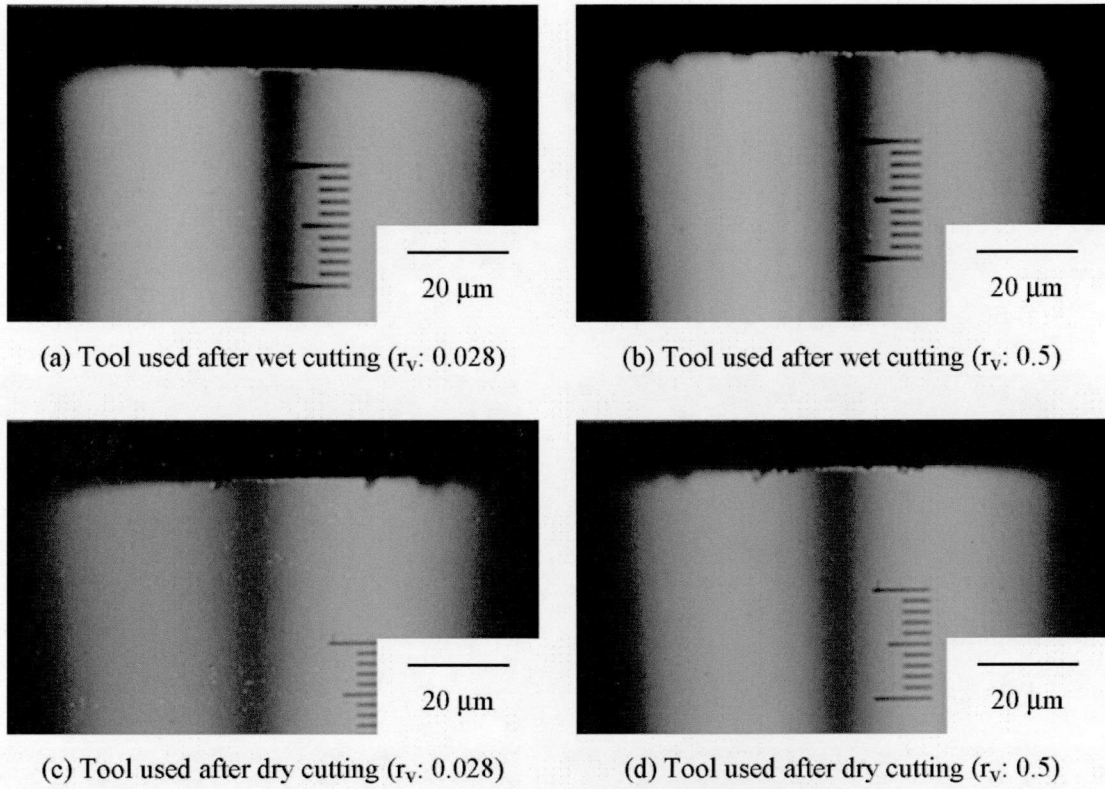 20 μm
20 μm
(a) Tool used after wet cutting (rv: 0.028)
(b) Tool used after wet cutting (rv: 0.5)
20 μm
20 μm
(c) Tool used after dry cutting (rv: 0.028)
(d) Tool used after dry cutting (rv: 0.5)